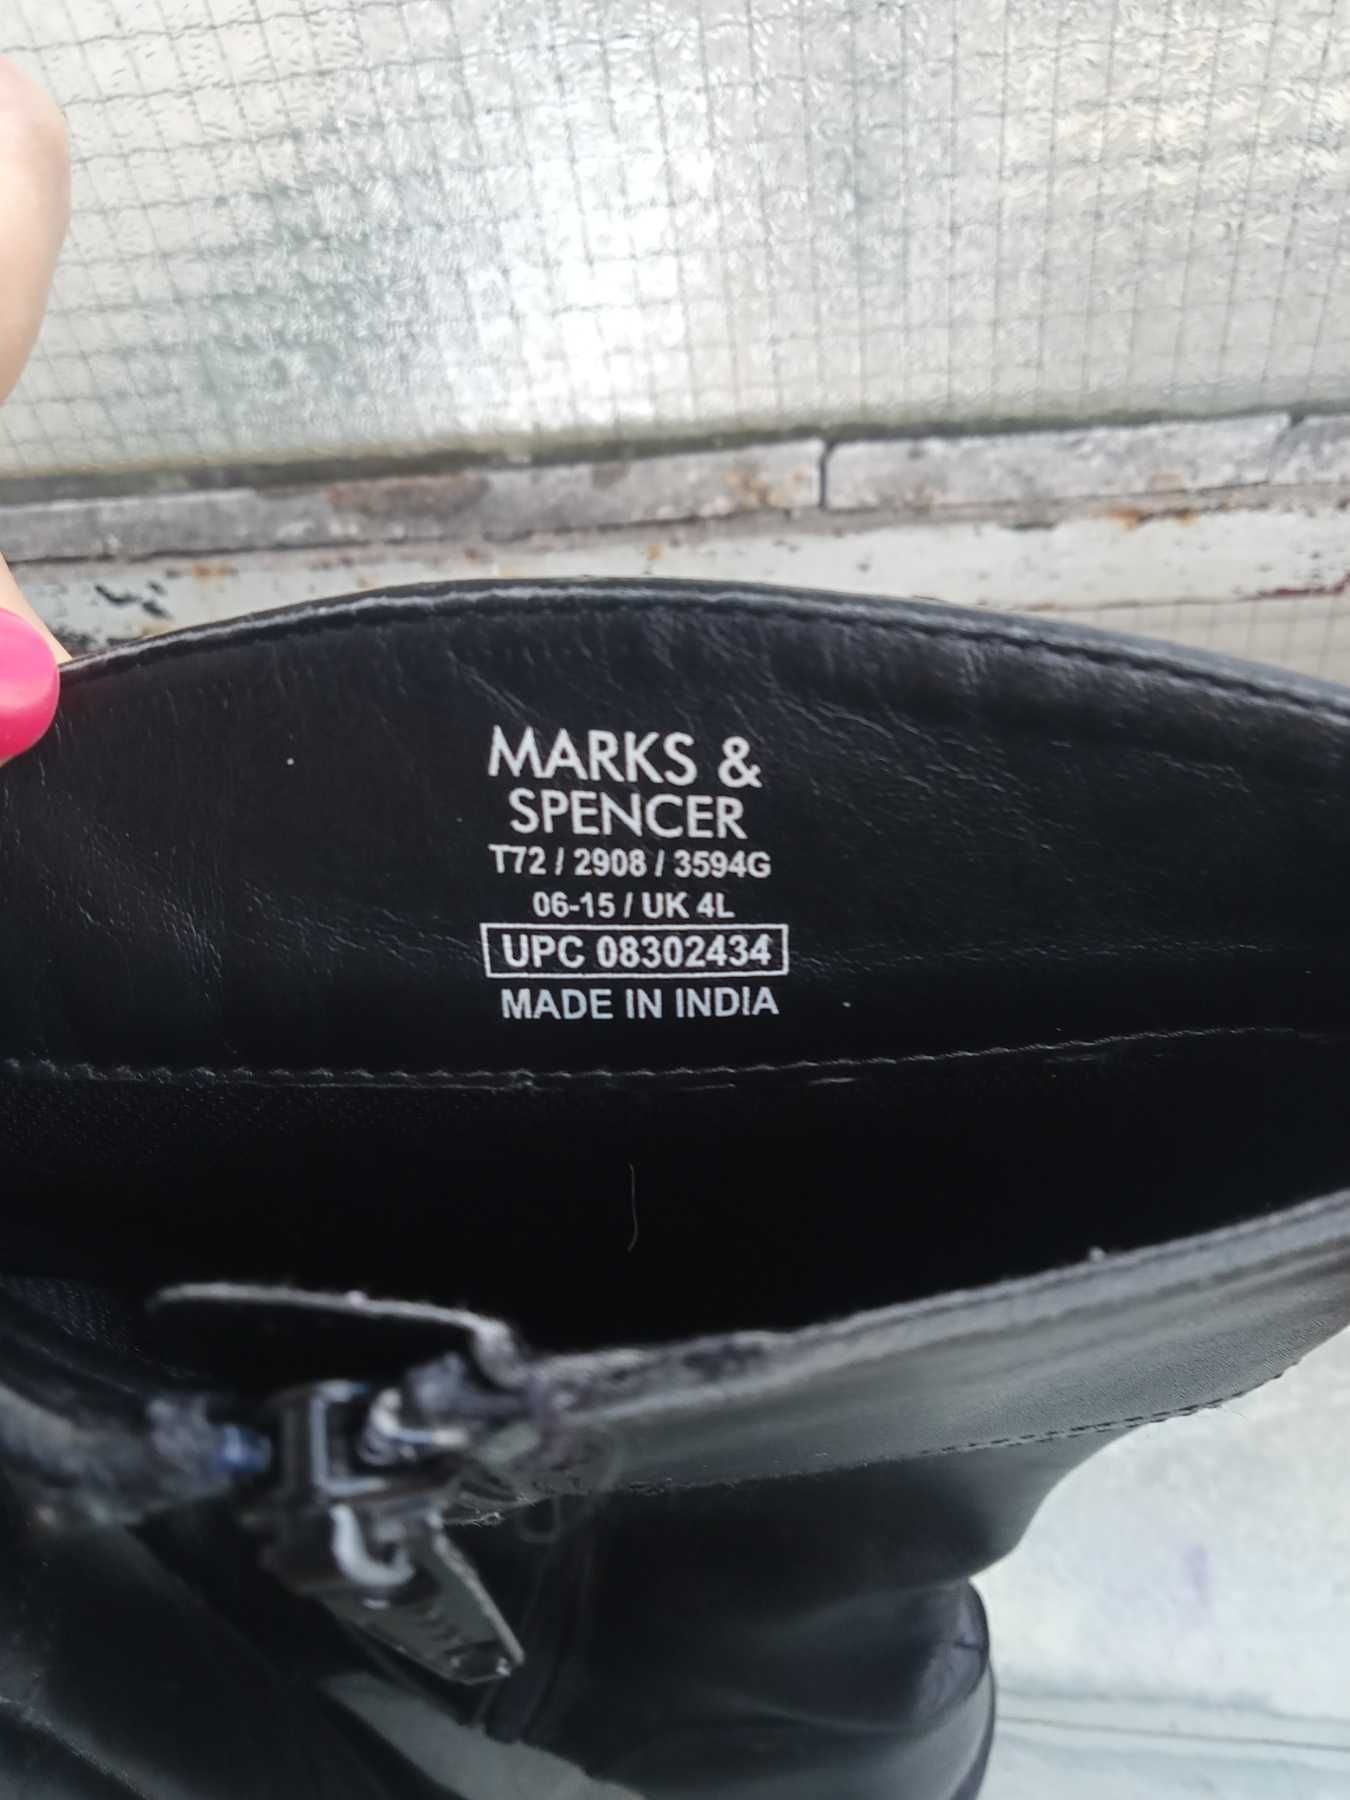 MARKS &
SPENCER
T72 / 2908 / 3594G
06-15 / UK 4L
UPC 08302434
MADE IN INDIA